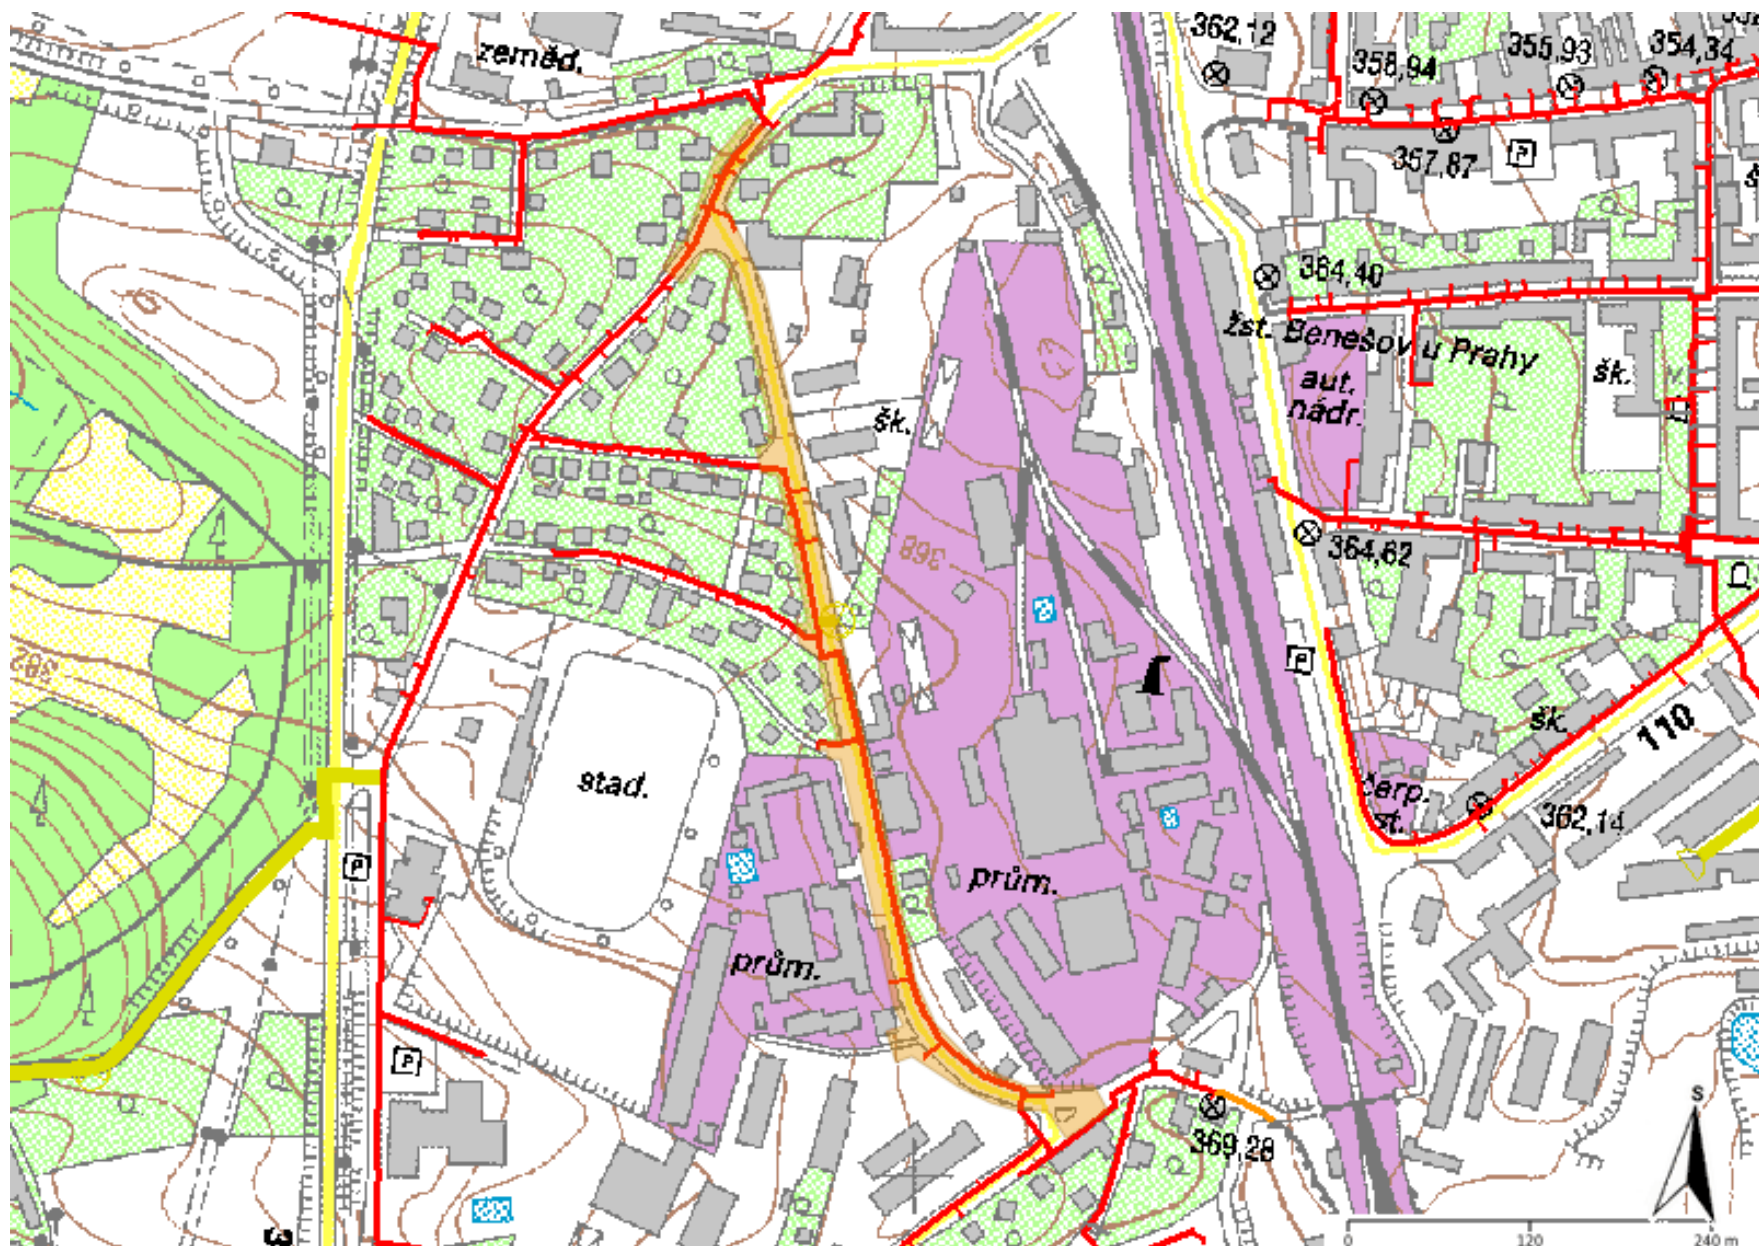 362,12
355,93
354,34
zeměd.
358,94
P
357,87
364,40
žst. Benešov u Prahy
aut.
nádr.
šk.
šk.
368
364,62
382
P
110
stad.
šk.
čerp.
st.
362,14
P
prům.
prům.
P
S
369,28
3
0
120
240 m